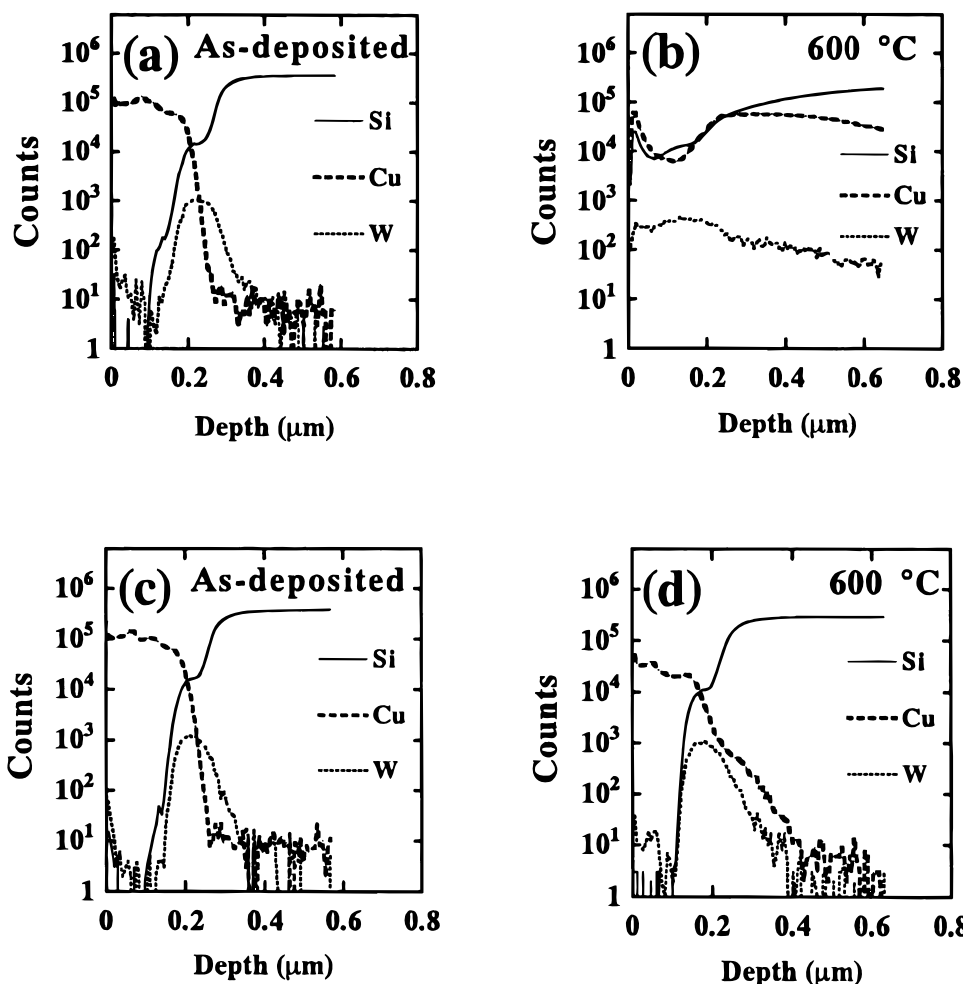 (a) As-deposited
10⁶
10⁵
10⁴
10³
10²
10¹
1
Counts
Si
Cu
W
0 0.2 0.4 0.6 0.8
Depth (μm)
(b) 600 °C
10⁶
10⁵
10⁴
10³
10²
10¹
1
Counts
Si
Cu
W
0 0.2 0.4 0.6 0.8
Depth (μm)
(c) As-deposited
10⁶
10⁵
10⁴
10³
10²
10¹
1
Counts
Si
Cu
W
0 0.2 0.4 0.6 0.8
Depth (μm)
(d) 600 °C
10⁶
10⁵
10⁴
10³
10²
10¹
1
Counts
Si
Cu
W
0 0.2 0.4 0.6 0.8
Depth (μm)